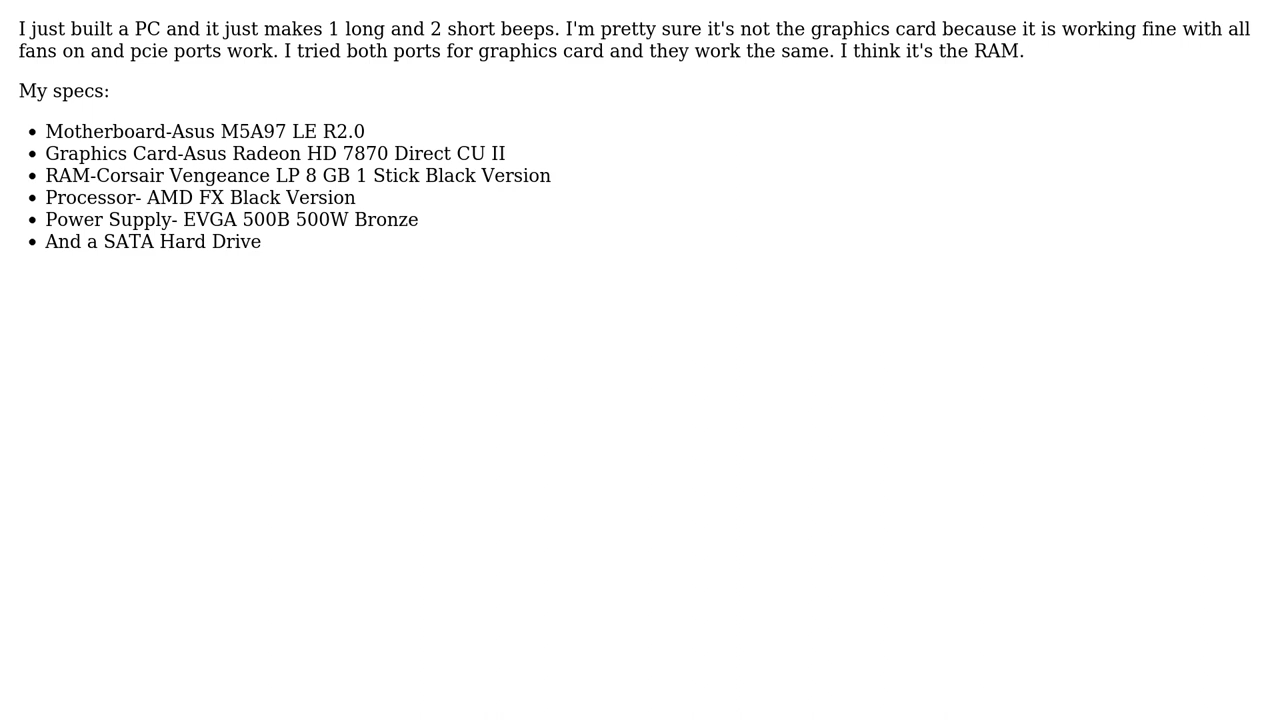 I just built a PC and it just makes 1 long and 2 short beeps. I'm pretty sure it's not the graphics card because it is working fine with all
fans on and pcie ports work. I tried both ports for graphics card and they work the same. I think it's the RAM.
My specs:
• Motherboard-Asus M5A97 LE R2.0
• Graphics Card-Asus Radeon HD 7870 Direct CU II
• RAM-Corsair Vengeance LP 8 GB 1 Stick Black Version
• Processor- AMD FX Black Version
• Power Supply- EVGA 500B 500W Bronze
• And a SATA Hard Drive